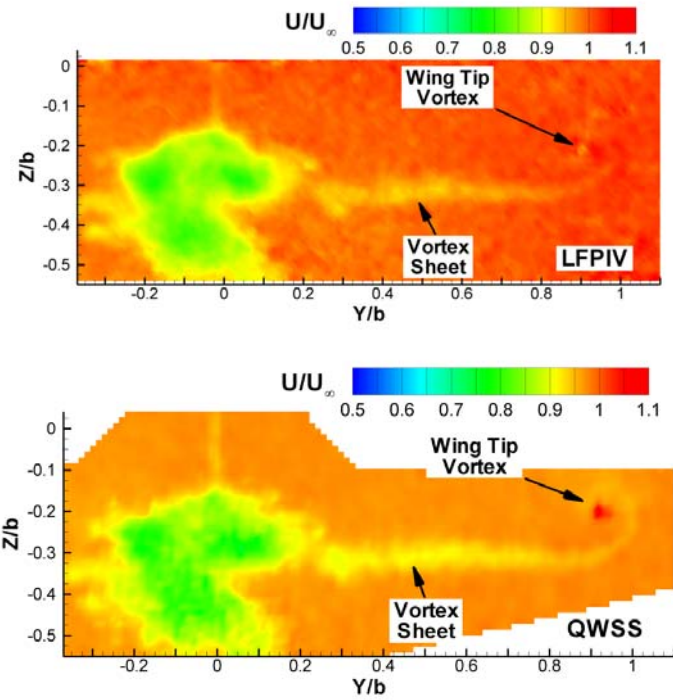 U/U∞
0.5 0.6 0.7 0.8 0.9 1 1.1
0
-0.1
-0.2
-0.3
-0.4
-0.5
Z/b
Wing Tip
Vortex
Vortex
Sheet
LFPIV
-0.2 0 0.2 0.4 0.6 0.8 1
Y/b
U/U∞
0.5 0.6 0.7 0.8 0.9 1 1.1
0
-0.1
-0.2
-0.3
-0.4
-0.5
Z/b
Wing Tip
Vortex
Vortex
Sheet
QWSS
-0.2 0 0.2 0.4 0.6 0.8 1
Y/b